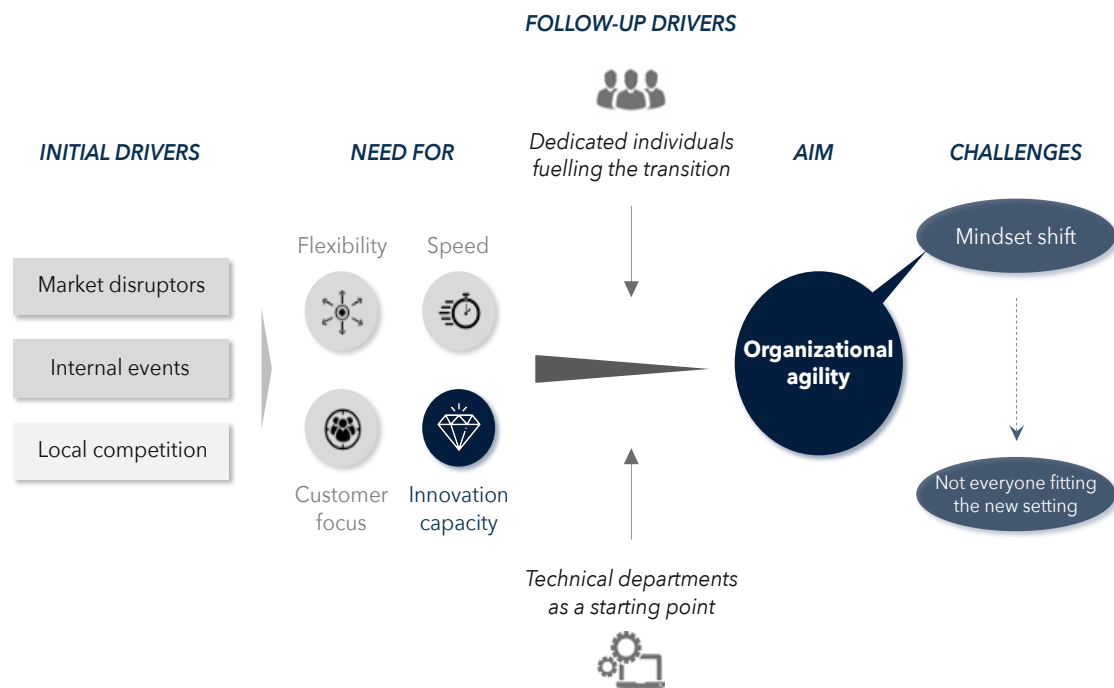 FOLLOW-UP DRIVERS
Dedicated individuals
fuelling the transition
INITIAL DRIVERS
NEED FOR
AIM
CHALLENGES
Market disruptors
Internal events
Local competition
Flexibility
Speed
Customer
focus
Innovation
capacity
Organizational
agility
Mindset shift
Not everyone fitting
the new setting
Technical departments
as a starting point